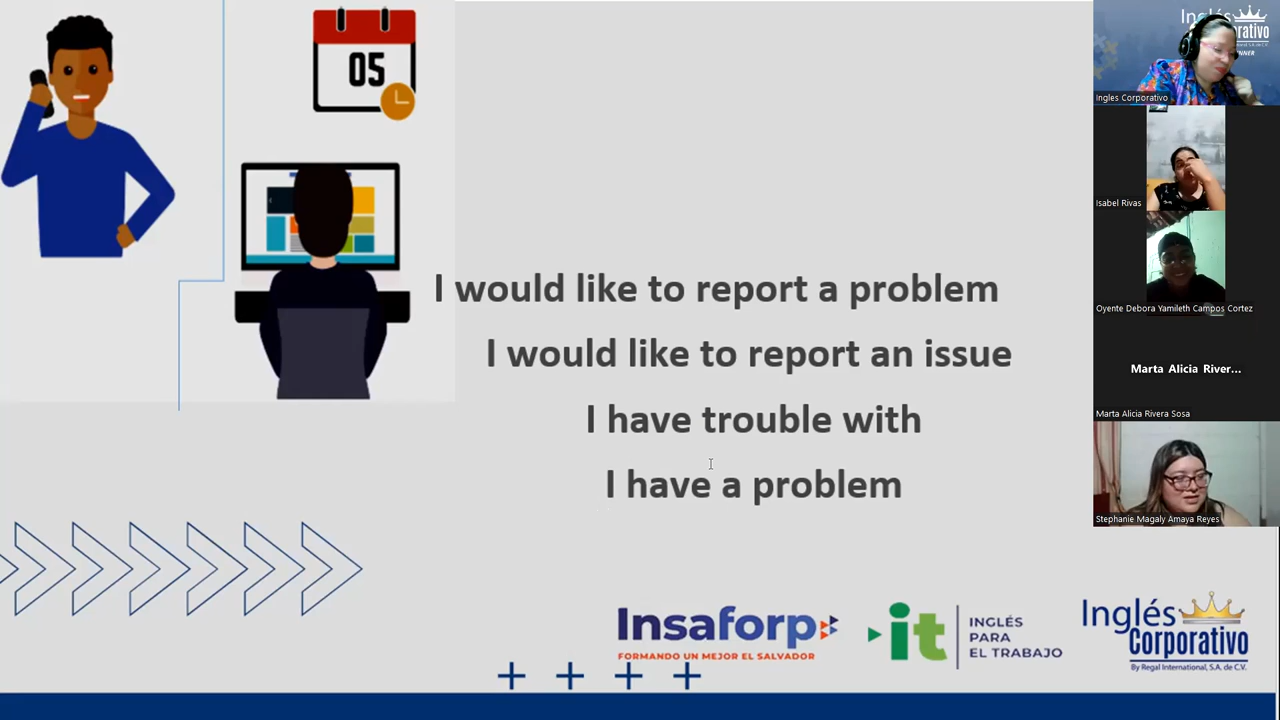 05
I would like to report a problem
I would like to report an issue
I have trouble with
I have a problem
Insaforp
FORMANDO UN MEJOR EL SALVADOR
it
INGLÉS
PARA
EL TRABAJO
Inglés
Corporativo
By Regal International, S.A. de C.V.
Ingles Corporativo
Isabel Rivas
Oyente Debora Yamileth Campos Cortez
Marta Alicia River...
Marta Alicia Rivera Sosa
Stephanie Magaly Amaya Reyes